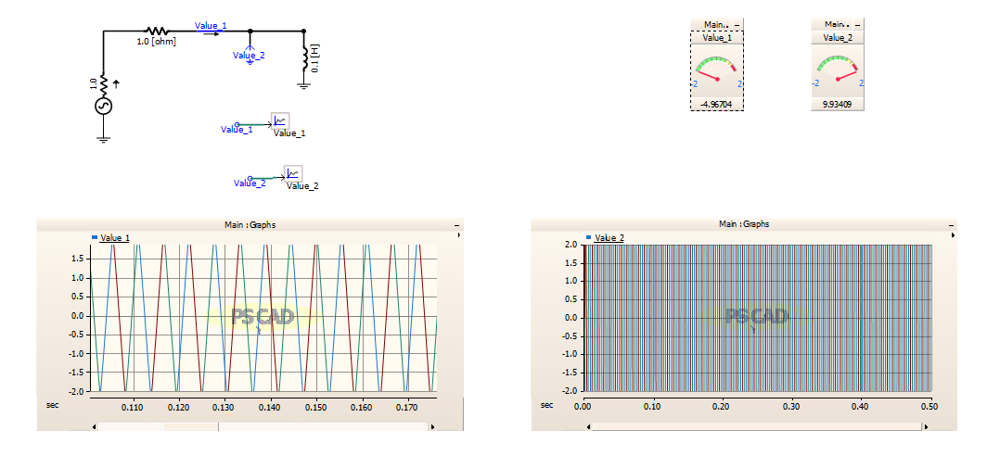 Value_1
1.0 [ohm]
Value_2
0.1 [H]
1.0
Value_1
Value_1
Value_2
Value_2
Main..
Value_1
-2
2
-4.96704
Main..
Value_2
-2
2
9.93409
Main : Graphs
Value 1
1.5
1.0
0.5
0.0
-0.5
-1.0
-1.5
-2.0
PSCAD
sec
0.110
0.120
0.130
0.140
0.150
0.160
0.170
Main : Graphs
Value 2
2.0
1.5
1.0
0.5
0.0
-0.5
-1.0
-1.5
-2.0
PSCAD
sec
0.00
0.10
0.20
0.30
0.40
0.50